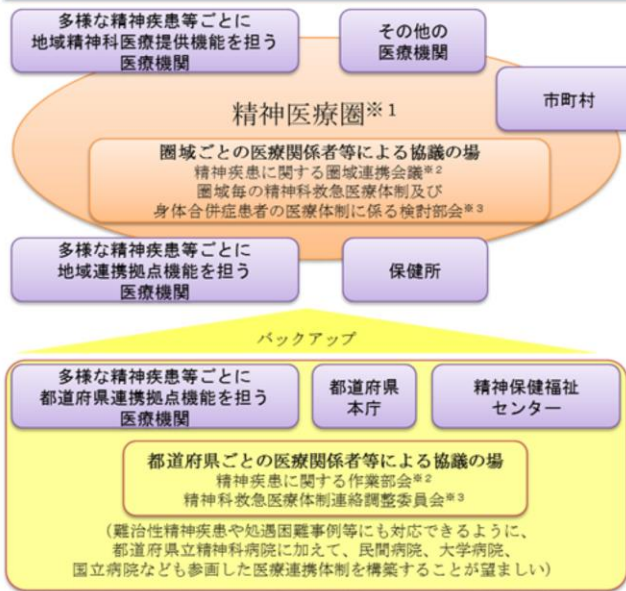 多様な精神疾患等ごとに
地域精神科医療提供機能を担う
医療機関
その他の
医療機関
市町村
精神医療圏※1
圏域ごとの医療関係者等による協議の場
精神疾患に関する圏域連携会議※2
圏域毎の精神科救急医療体制及び
身体合併症患者の医療体制に係る検討部会※3
多様な精神疾患等ごとに
地域連携拠点機能を担う
医療機関
保健所
バックアップ
多様な精神疾患等ごとに
都道府県連携拠点機能を担う
医療機関
都道府県
本庁
精神保健福祉
センター
都道府県ごとの医療関係者等による協議の場
精神疾患に関する作業部会※2
精神科救急医療体制連絡調整委員会※3
（難治性精神疾患や処遇困難事例等にも対応できるように、
都道府県立精神科病院に加えて、民間病院、大学病院、
国立病院なども参画した医療連携体制を構築することが望ましい）